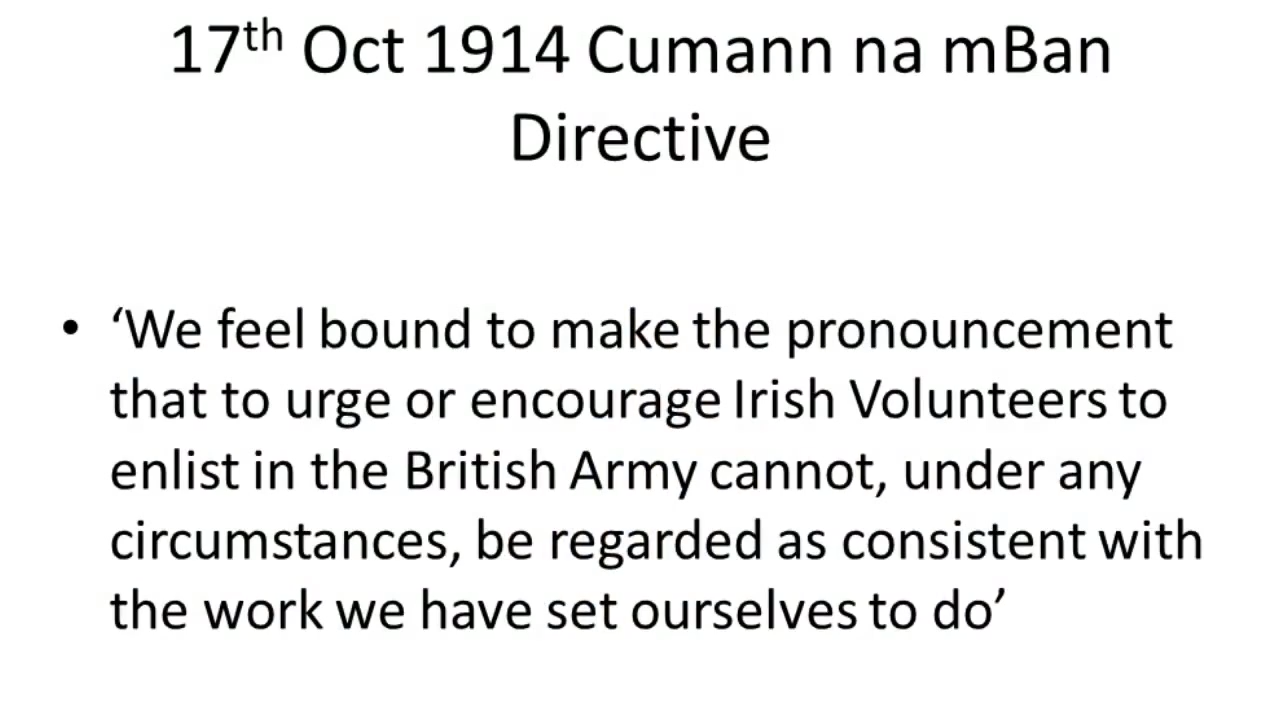 17th Oct 1914 Cumann na mBan
Directive
• ‘We feel bound to make the pronouncement
that to urge or encourage Irish Volunteers to
enlist in the British Army cannot, under any
circumstances, be regarded as consistent with
the work we have set ourselves to do’